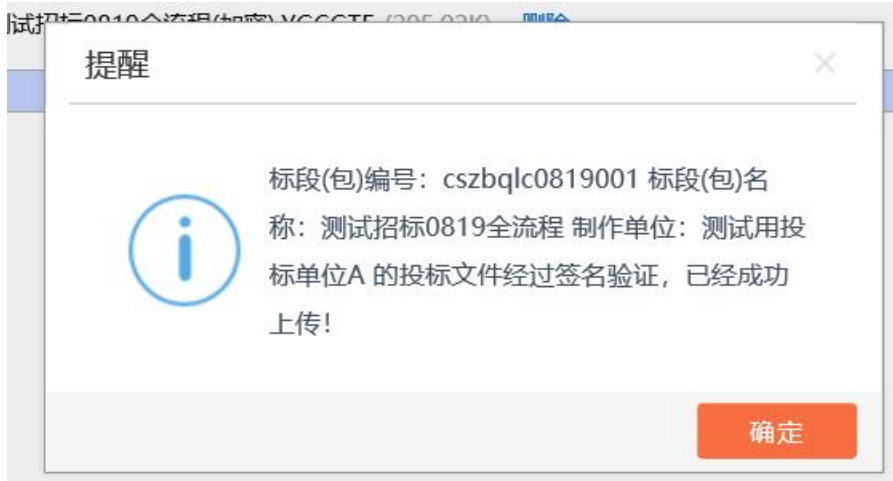 提醒
标段(包)编号：cszbqlc0819001 标段(包)名
称：测试招标0819全流程 制作单位：测试用投
标单位A 的投标文件经过签名验证，已经成功
上传！
确定